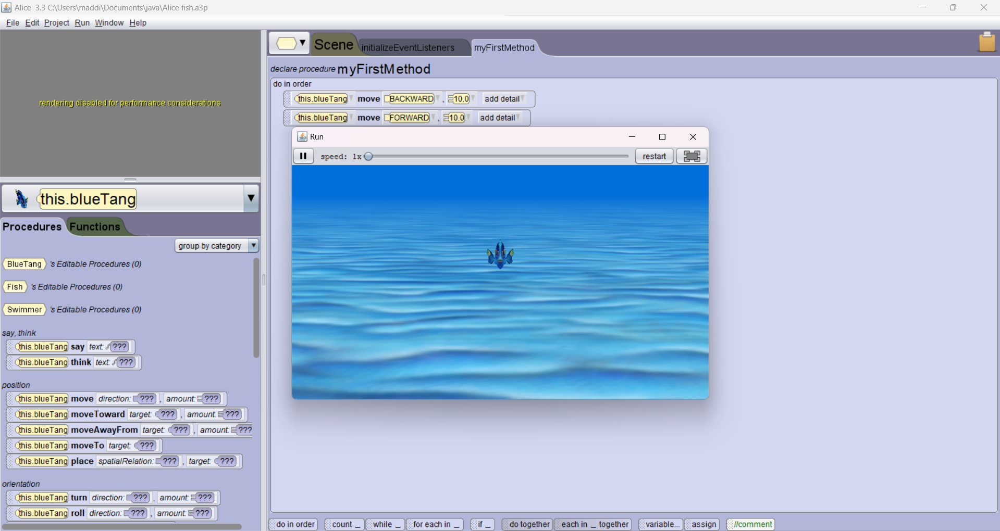 Alice 3.3 C:\Users\maddi\Documents\java\Alice fish.a3p
File Edit Project Run Window Help
rendering disabled for performance considerations
this.blueTang
Procedures Functions
group by category
BlueTang 's Editable Procedures (0)
Fish 's Editable Procedures (0)
Swimmer 's Editable Procedures (0)
say, think
this.blueTang say text: ???
this.blueTang think text: ???
position
this.blueTang move direction: ??? , amount: ???
this.blueTang moveToward target: ??? , amount: ???
this.blueTang moveAwayFrom target: ??? , amount: ???
this.blueTang moveTo target: ???
this.blueTang place spatialRelation: ??? , target: ???
orientation
this.blueTang turn direction: ??? , amount: ???
this.blueTang roll direction: ??? , amount: ???
Scene initializeEventListeners myFirstMethod
declare procedure myFirstMethod
do in order
this.blueTang move BACKWARD , 10.0 add detail
this.blueTang move FORWARD , 10.0 add detail
Run
speed: 1x restart
do in order count _ while _ for each in _ if _ do together each in _ together variable... assign //comment